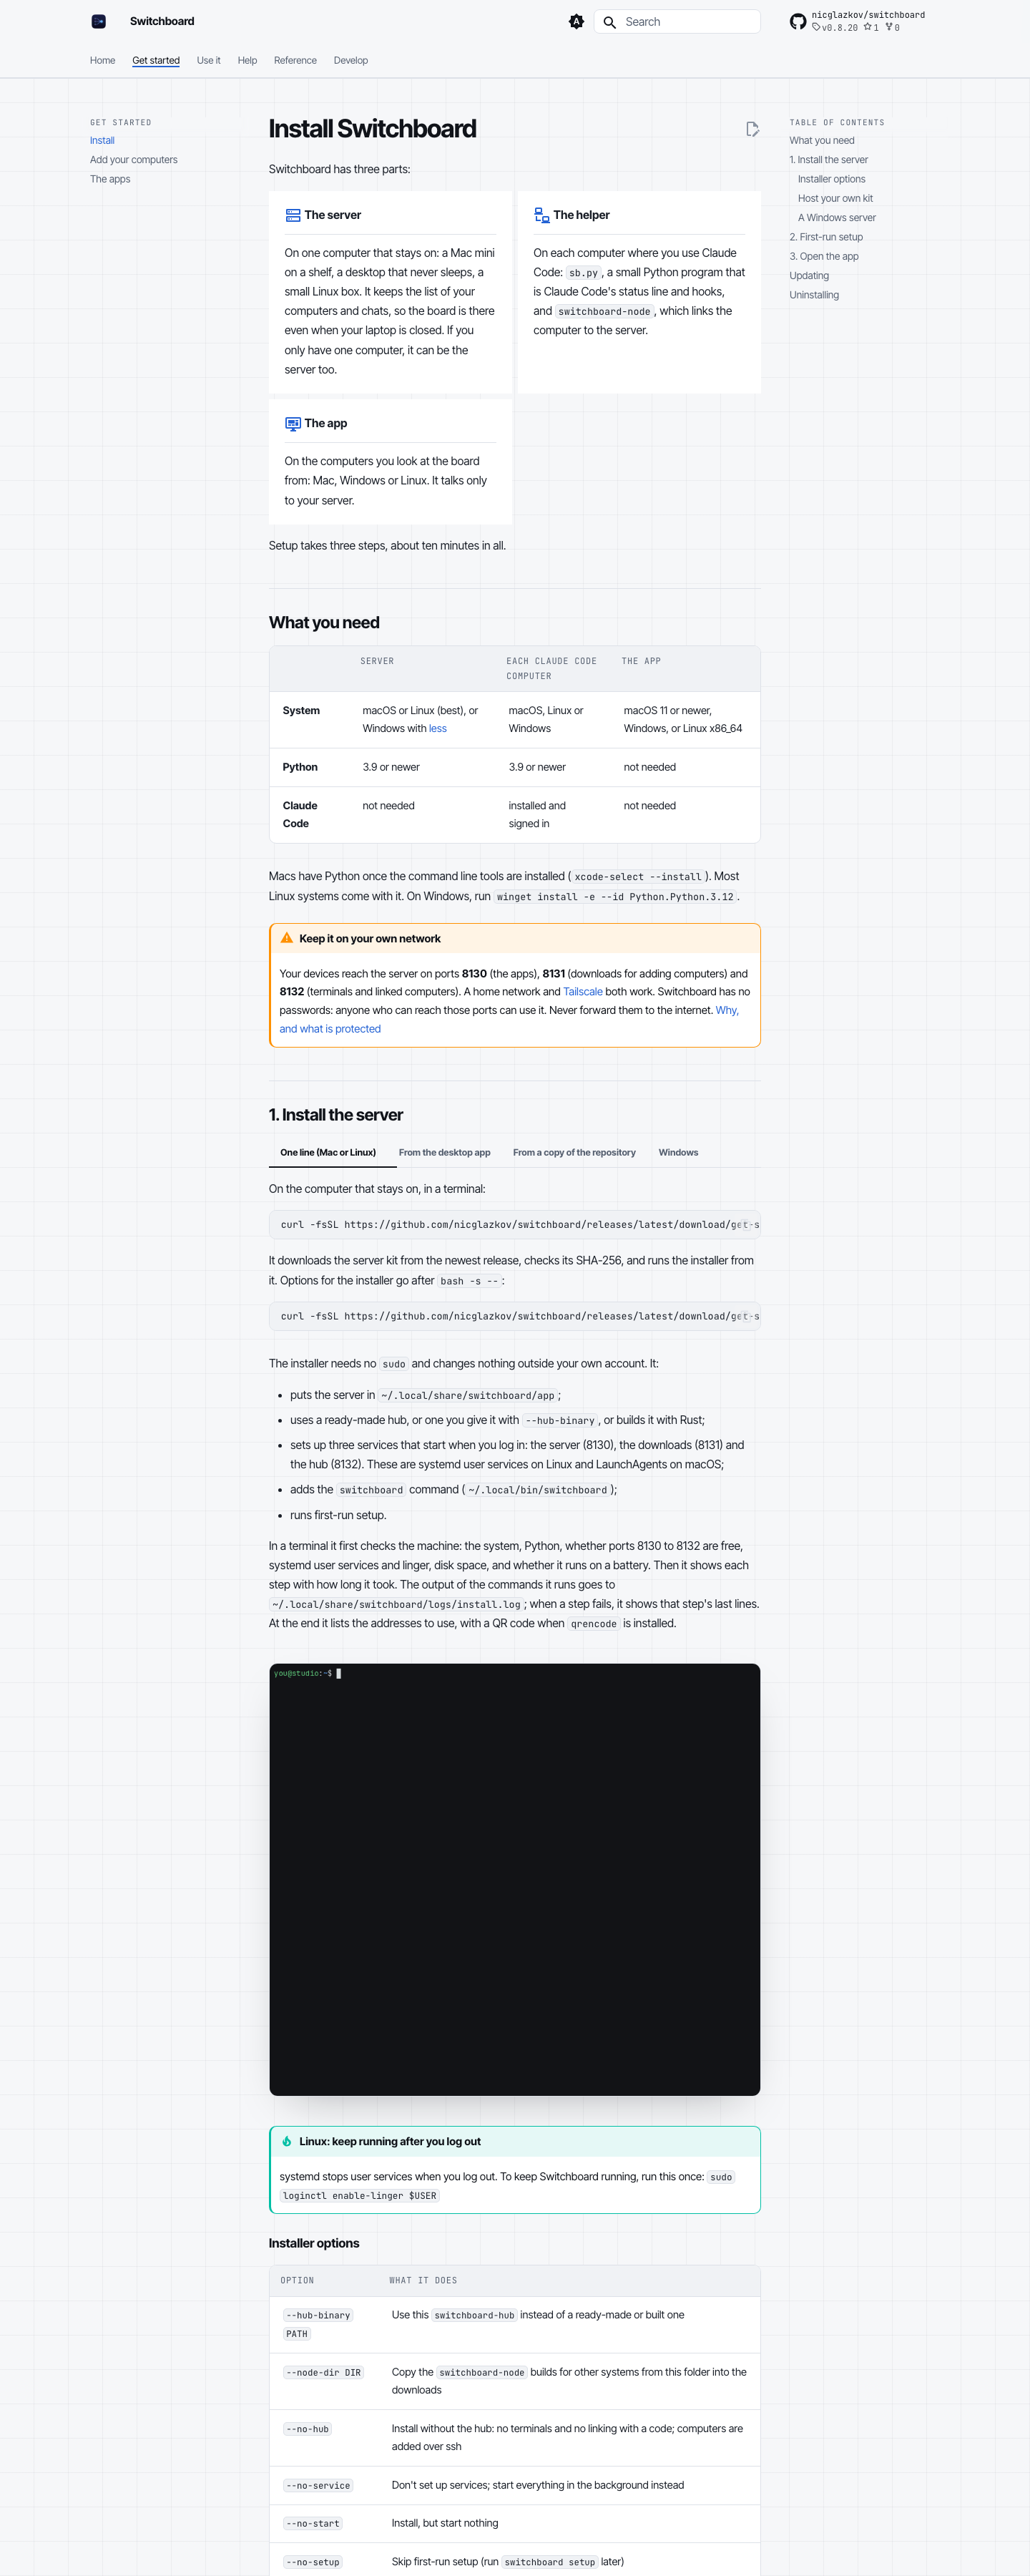 Switchboard
Search
nicglazkov/switchboard
v0.8.20 1 0
Home Get started Use it Help Reference Develop
GET STARTED
Install
Add your computers
The apps
Install Switchboard
Switchboard has three parts:
The server
On one computer that stays on: a Mac mini
on a shelf, a desktop that never sleeps, a
small Linux box. It keeps the list of your
computers and chats, so the board is there
even when your laptop is closed. If you
only have one computer, it can be the
server too.
The helper
On each computer where you use Claude
Code: sb.py, a small Python program that
is Claude Code's status line and hooks,
and switchboard-node, which links the
computer to the server.
The app
On the computers you look at the board
from: Mac, Windows or Linux. It talks only
to your server.
Setup takes three steps, about ten minutes in all.
TABLE OF CONTENTS
What you need
1. Install the server
Installer options
Host your own kit
A Windows server
2. First-run setup
3. Open the app
Updating
Uninstalling
What you need
SERVER EACH CLAUDE CODE THE APP
COMPUTER
System macOS or Linux (best), or macOS, Linux or macOS 11 or newer,
Windows with less Windows Windows, or Linux x86_64
Python 3.9 or newer 3.9 or newer not needed
Claude not needed installed and not needed
Code signed in
Macs have Python once the command line tools are installed ( xcode-select --install ). Most
Linux systems come with it. On Windows, run winget install -e --id Python.Python.3.12 .
Keep it on your own network
Your devices reach the server on ports 8130 (the apps), 8131 (downloads for adding computers) and
8132 (terminals and linked computers). A home network and Tailscale both work. Switchboard has no
passwords: anyone who can reach those ports can use it. Never forward them to the internet. Why,
and what is protected
1. Install the server
One line (Mac or Linux) From the desktop app From a copy of the repository Windows
On the computer that stays on, in a terminal:
curl -fsSL https://github.com/nicglazkov/switchboard/releases/latest/download/get-s
It downloads the server kit from the newest release, checks its SHA-256, and runs the installer from
it. Options for the installer go after bash -s -- :
curl -fsSL https://github.com/nicglazkov/switchboard/releases/latest/download/get-s
The installer needs no sudo and changes nothing outside your own account. It:
• puts the server in ~/.local/share/switchboard/app ;
• uses a ready-made hub, or one you give it with --hub-binary , or builds it with Rust;
• sets up three services that start when you log in: the server (8130), the downloads (8131) and
the hub (8132). These are systemd user services on Linux and LaunchAgents on macOS;
• adds the switchboard command ( ~/.local/bin/switchboard );
• runs first-run setup.
In a terminal it first checks the machine: the system, Python, whether ports 8130 to 8132 are free,
systemd user services and linger, disk space, and whether it runs on a battery. Then it shows each
step with how long it took. The output of the commands it runs goes to
~/.local/share/switchboard/logs/install.log ; when a step fails, it shows that step's last lines.
At the end it lists the addresses to use, with a QR code when qrencode is installed.
you@studio:~$
Linux: keep running after you log out
systemd stops user services when you log out. To keep Switchboard running, run this once: sudo
loginctl enable-linger $USER
Installer options
OPTION WHAT IT DOES
--hub-binary Use this switchboard-hub instead of a ready-made or built one
PATH
--node-dir DIR Copy the switchboard-node builds for other systems from this folder into the
downloads
--no-hub Install without the hub: no terminals and no linking with a code; computers are
added over ssh
--no-service Don't set up services; start everything in the background instead
--no-start Install, but start nothing
--no-setup Skip first-run setup (run switchboard setup later)